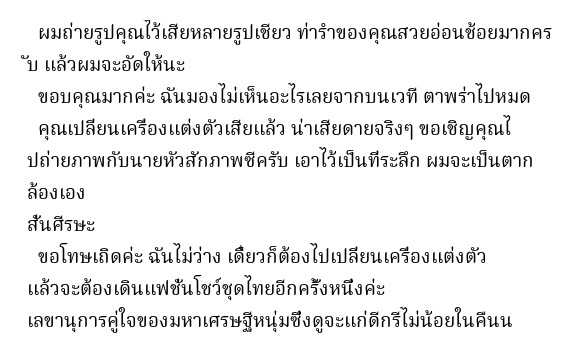 ผมถ่ายรูปคุณไว้เสียหลายรูปเชียว ท่ารำของคุณสวยอ่อนช้อยมากคร
ับ แล้วผมจะอัดให้นะ
ขอบคุณมากค่ะ ฉันมองไม่เห็นอะไรเลยจากบนเวที ตาพร่าไปหมด
คุณเปลี่ยนเครื่องแต่งตัวเสียแล้ว น่าเสียดายจริงๆ ขอเชิญคุณไ
ปถ่ายภาพกับนายหัวสักภาพซีครับ เอาไว้เป็นที่ระลึก ผมจะเป็นตาก
ล้องเอง
สั่นศีรษะ
ขอโทษเถิดค่ะ ฉันไม่ว่าง เดี๋ยวก็ต้องไปเปลี่ยนเครื่องแต่งตัว
แล้วจะต้องเดินแฟชั่นโชว์ชุดไทยอีกครั้งหนึ่งค่ะ
เลขานุการคู่ใจของมหาเศรษฐีหนุ่มซึ่งดูจะแก่ดีกรีไม่น้อยในคืนน